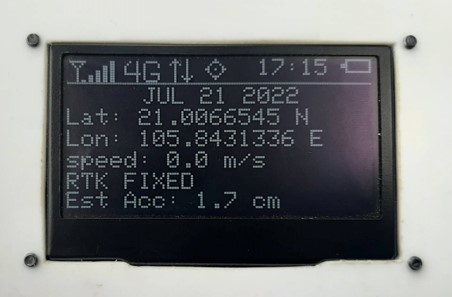 4G 17:15
JUL 21 2022
Lat: 21.0066545 N
Lon: 105.8431336 E
speed: 0.0 m/s
RTK FIXED
Est Acc: 1.7 cm